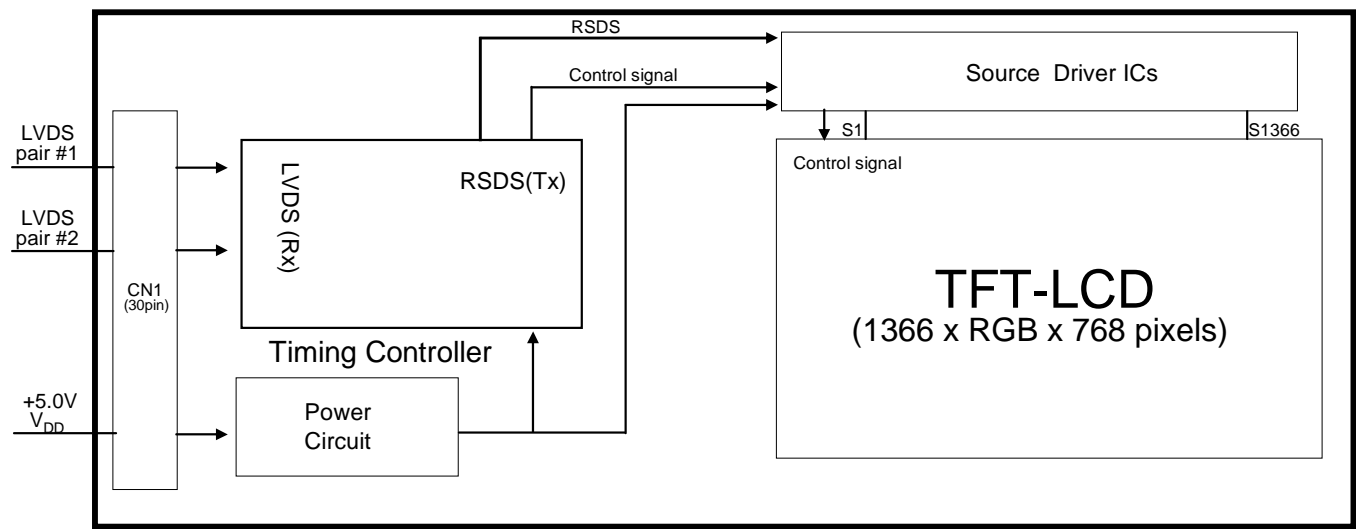 RSDS
Control signal
Source Driver ICs
LVDS
pair #1
S1
S1366
Control signal
LVDS (Rx)
RSDS(Tx)
LVDS
pair #2
CN1
(30pin)
TFT-LCD
(1366 x RGB x 768 pixels)
Timing Controller
+5.0V
VDD
Power
Circuit